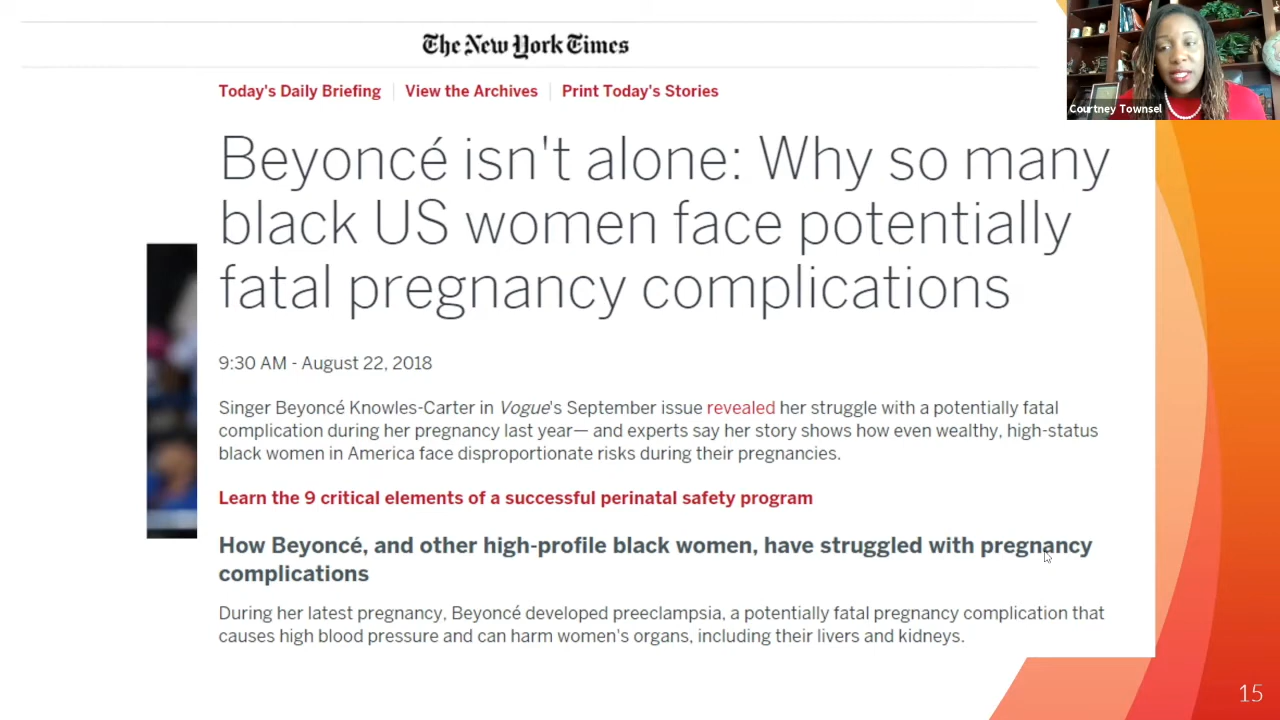 The New York Times
Courtney Townsel
Today's Daily Briefing View the Archives Print Today's Stories
Beyoncé isn't alone: Why so many
black US women face potentially
fatal pregnancy complications
9:30 AM - August 22, 2018
Singer Beyoncé Knowles-Carter in Vogue's September issue revealed her struggle with a potentially fatal
complication during her pregnancy last year— and experts say her story shows how even wealthy, high-status
black women in America face disproportionate risks during their pregnancies.
Learn the 9 critical elements of a successful perinatal safety program
How Beyoncé, and other high-profile black women, have struggled with pregnancy
complications
During her latest pregnancy, Beyoncé developed preeclampsia, a potentially fatal pregnancy complication that
causes high blood pressure and can harm women's organs, including their livers and kidneys.
15